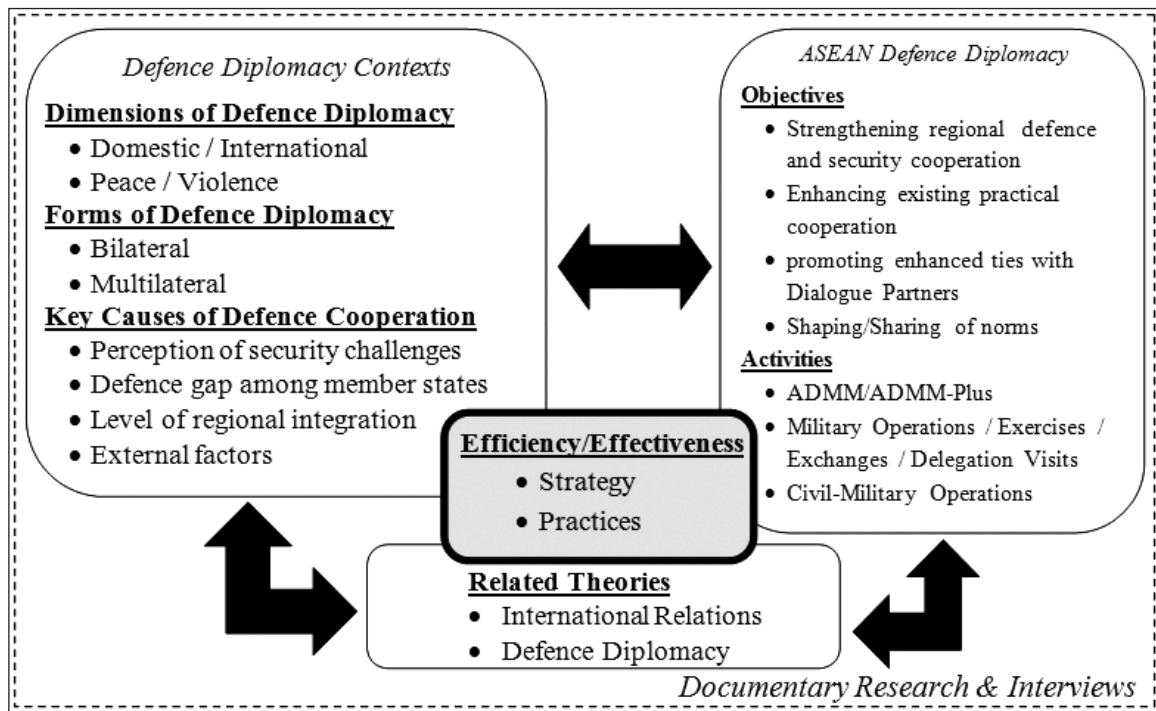 Defence Diplomacy Contexts
Dimensions of Defence Diplomacy
• Domestic / International
• Peace / Violence
Forms of Defence Diplomacy
• Bilateral
• Multilateral
Key Causes of Defence Cooperation
• Perception of security challenges
• Defence gap among member states
• Level of regional integration
• External factors
ASEAN Defence Diplomacy
Objectives
• Strengthening regional defence
and security cooperation
• Enhancing existing practical
cooperation
• promoting enhanced ties with
Dialogue Partners
• Shaping/Sharing of norms
Activities
• ADMM/ADMM-Plus
• Military Operations / Exercises /
Exchanges / Delegation Visits
• Civil-Military Operations
Efficiency/Effectiveness
• Strategy
• Practices
Related Theories
• International Relations
• Defence Diplomacy
Documentary Research & Interviews